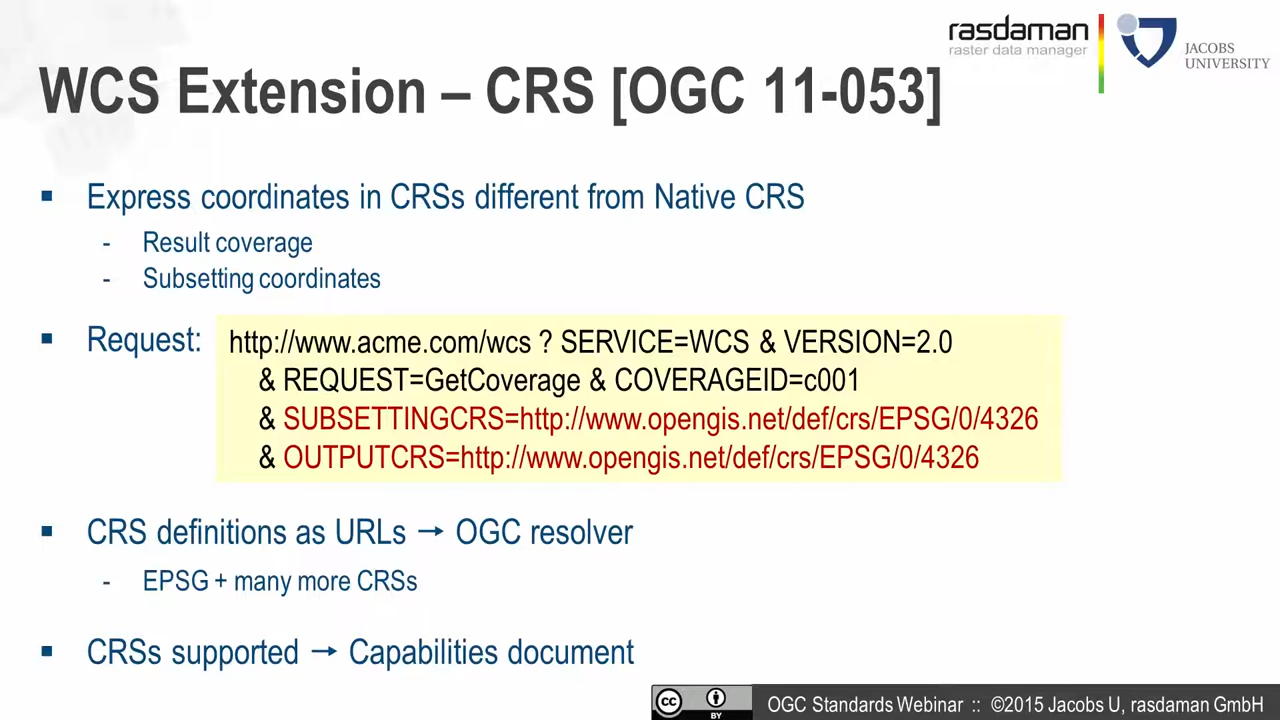 rasdaman
raster data manager
JACOBS
UNIVERSITY
WCS Extension – CRS [OGC 11-053]
▪ Express coordinates in CRSs different from Native CRS
- Result coverage
- Subsetting coordinates
▪ Request:
http://www.acme.com/wcs ? SERVICE=WCS & VERSION=2.0
& REQUEST=GetCoverage & COVERAGEID=c001
& SUBSETTINGCRS=http://www.opengis.net/def/crs/EPSG/0/4326
& OUTPUTCRS=http://www.opengis.net/def/crs/EPSG/0/4326
▪ CRS definitions as URLs → OGC resolver
- EPSG + many more CRSs
▪ CRSs supported → Capabilities document
cc
BY
OGC Standards Webinar :: ©2015 Jacobs U, rasdaman GmbH